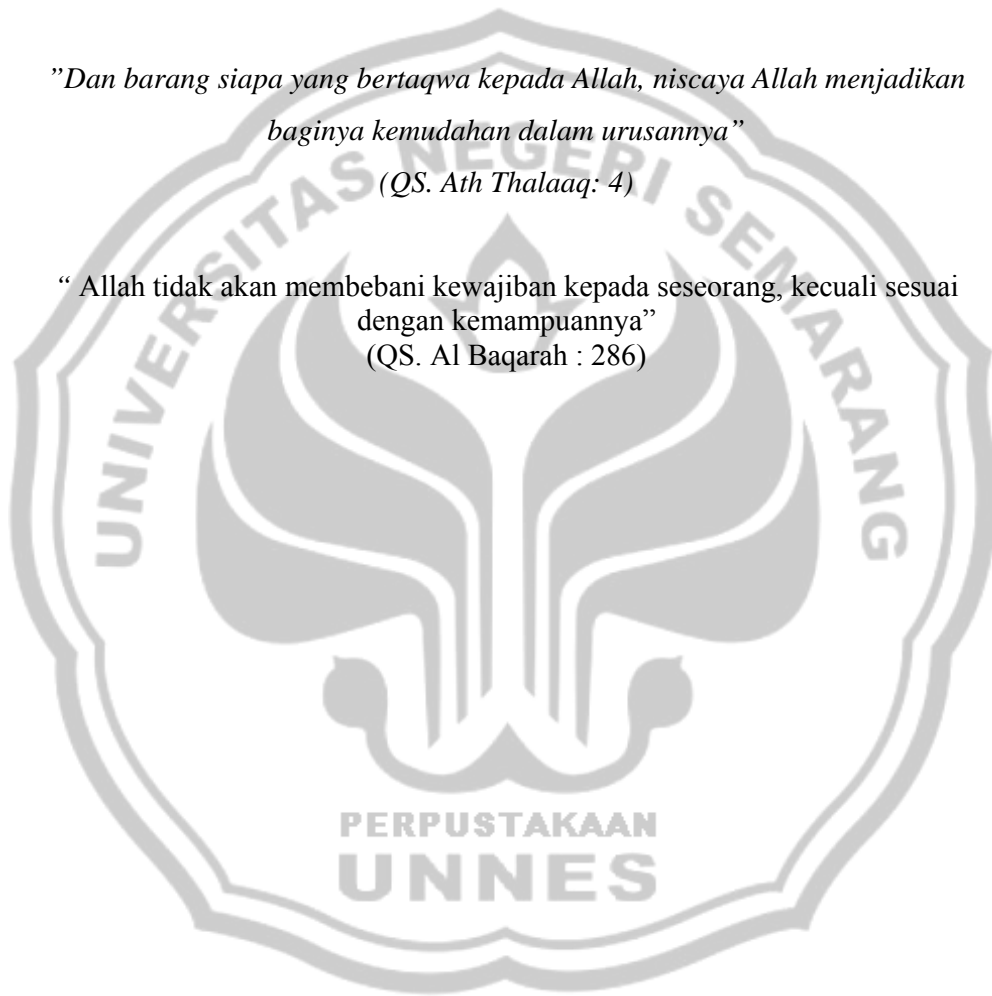 ”Dan barang siapa yang bertaqwa kepada Allah, niscaya Allah menjadikan
baginya kemudahan dalam urusannya”
(QS. Ath Thalaaq: 4)
“ Allah tidak akan membebani kewajiban kepada seseorang, kecuali sesuai
dengan kemampuannya”
(QS. Al Baqarah : 286)
UNIVERSITAS NEGERI SEMARANG
PERPUSTAKAAN
UNNES